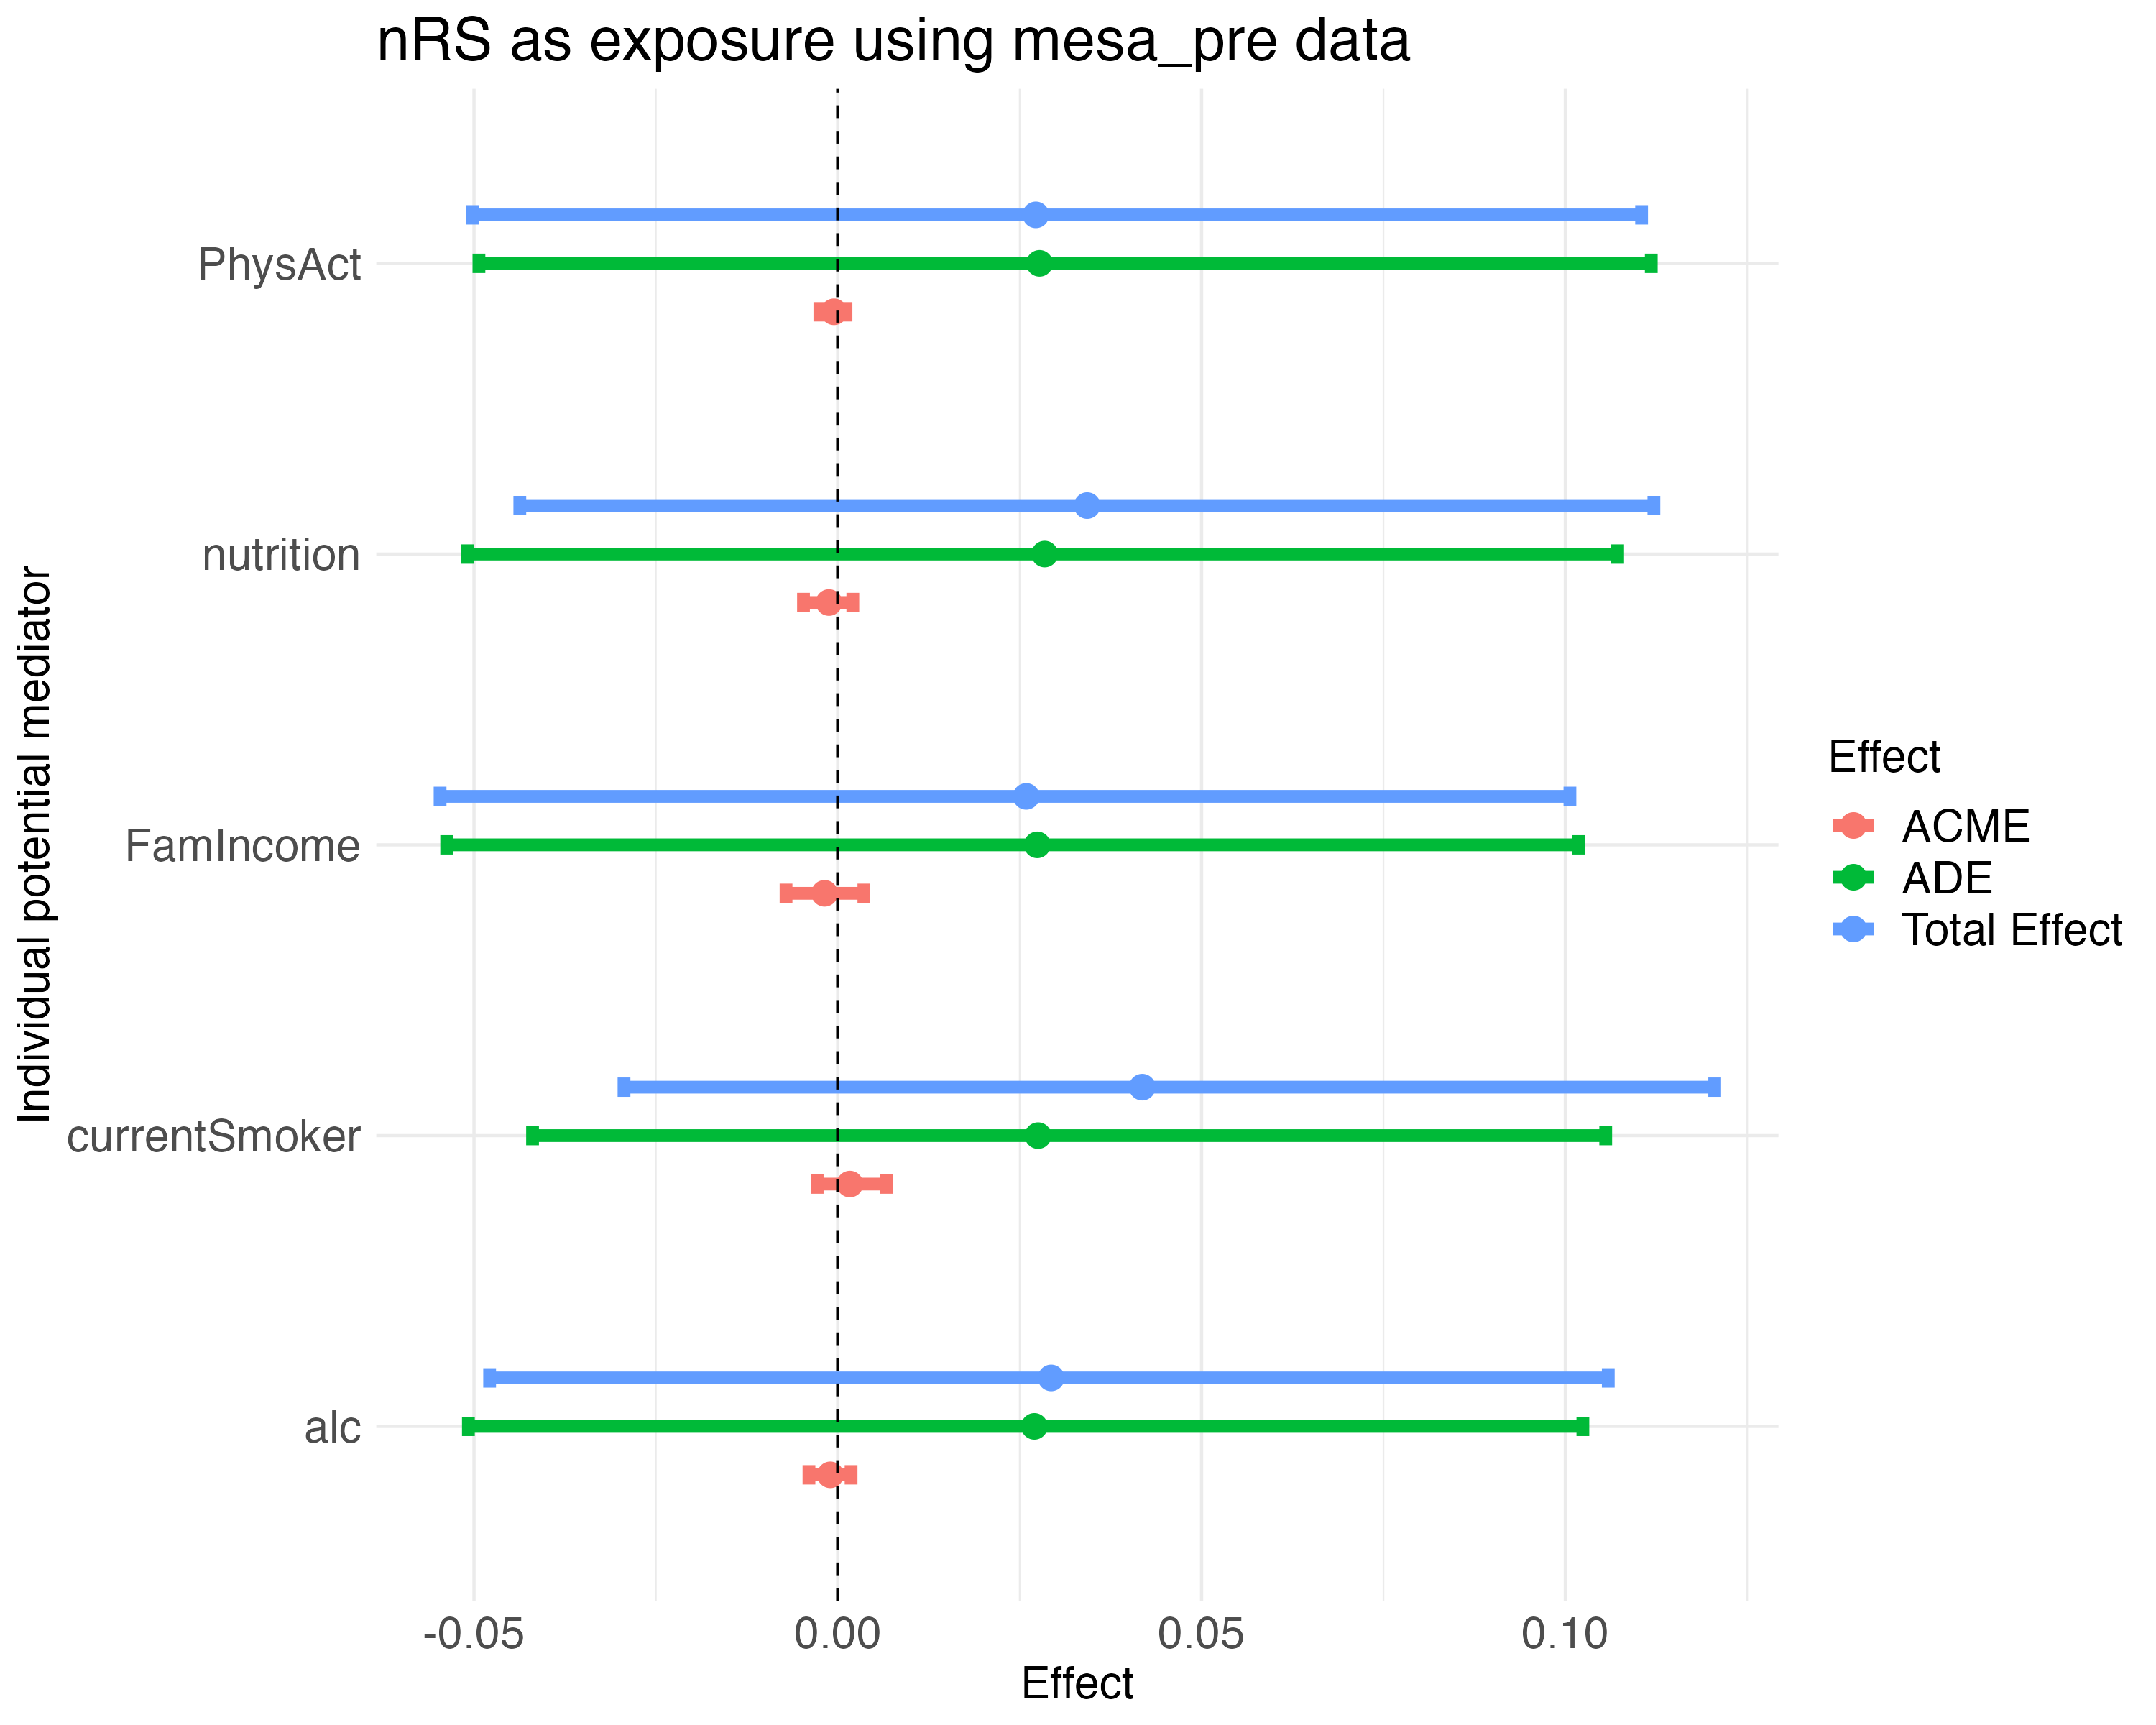 nRS as exposure using mesa_pre data
Individual potential mediator
PhysAct
nutrition
FamIncome
currentSmoker
alc
-0.05
0.00
0.05
0.10
Effect
Effect
ACME
ADE
Total Effect